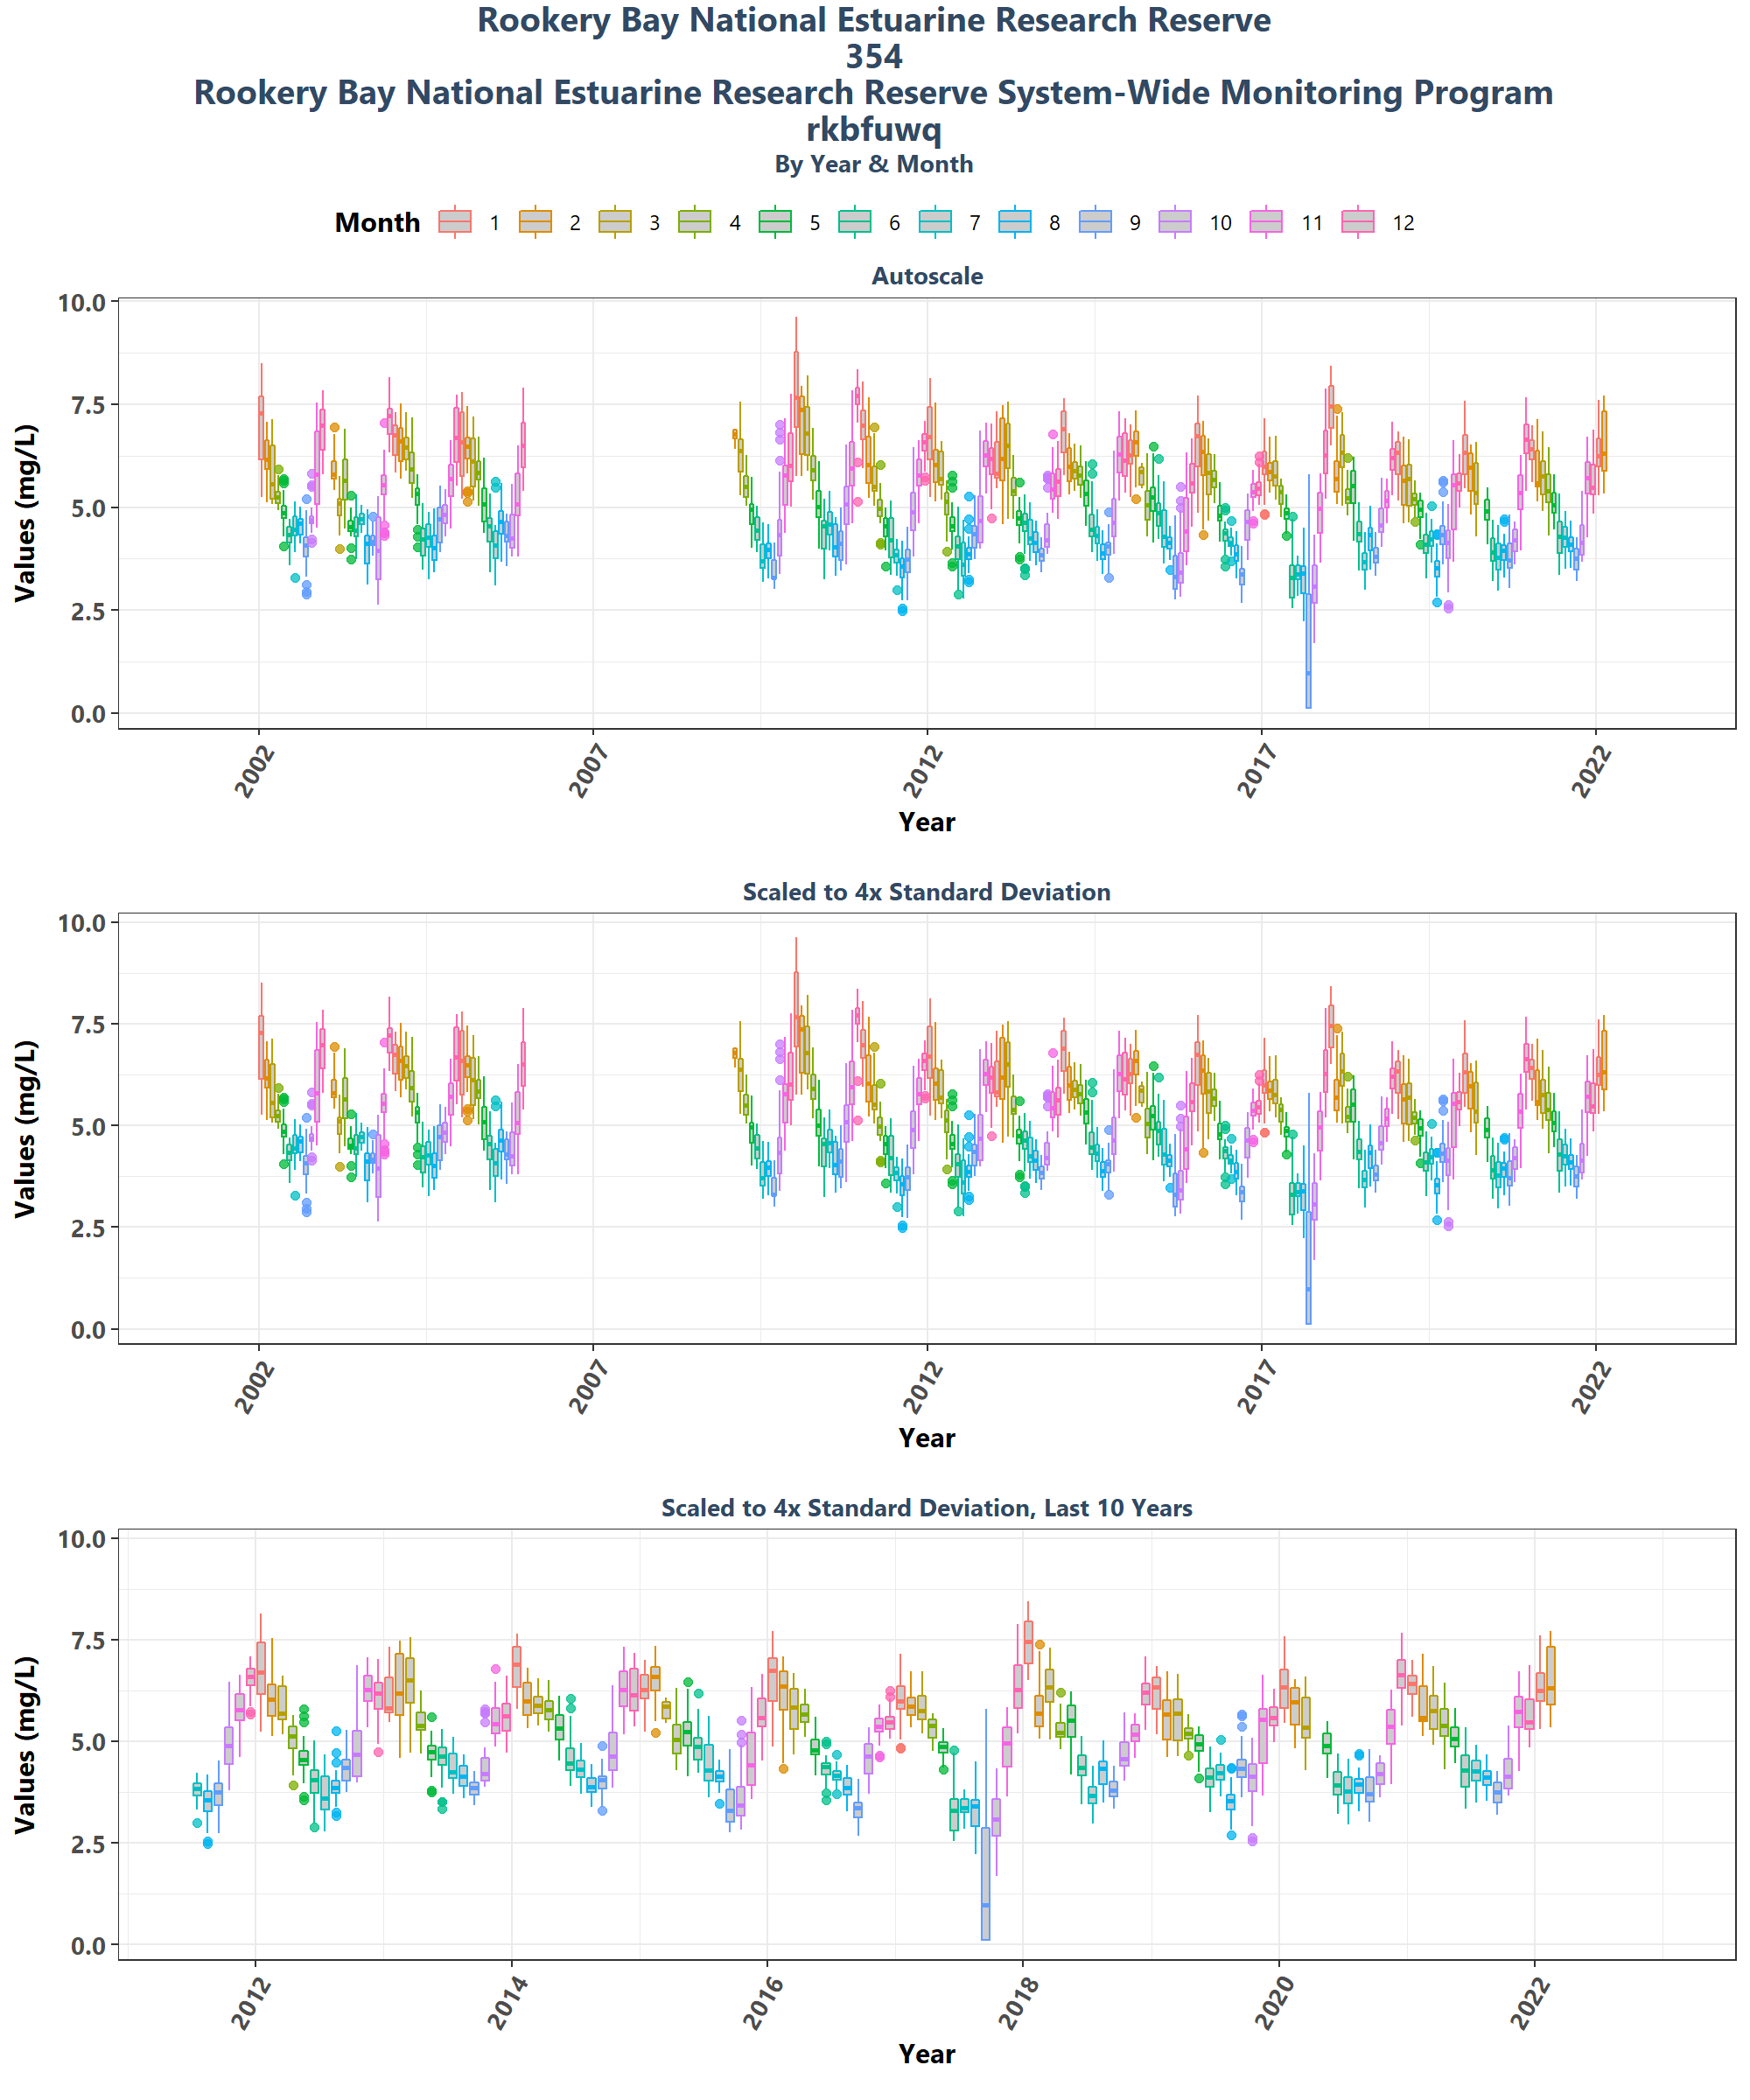 Rookery Bay National Estuarine Research Reserve
354
Rookery Bay National Estuarine Research Reserve System-Wide Monitoring Program
rkbfuwq
By Year & Month
Month 1 2 3 4 5 6 7 8 9 10 11 12
Autoscale
Values (mg/L)
10.0
7.5
5.0
2.5
0.0
2002 2007 2012 2017 2022
Year
Scaled to 4x Standard Deviation
Values (mg/L)
10.0
7.5
5.0
2.5
0.0
2002 2007 2012 2017 2022
Year
Scaled to 4x Standard Deviation, Last 10 Years
Values (mg/L)
10.0
7.5
5.0
2.5
0.0
2012 2014 2016 2018 2020 2022
Year